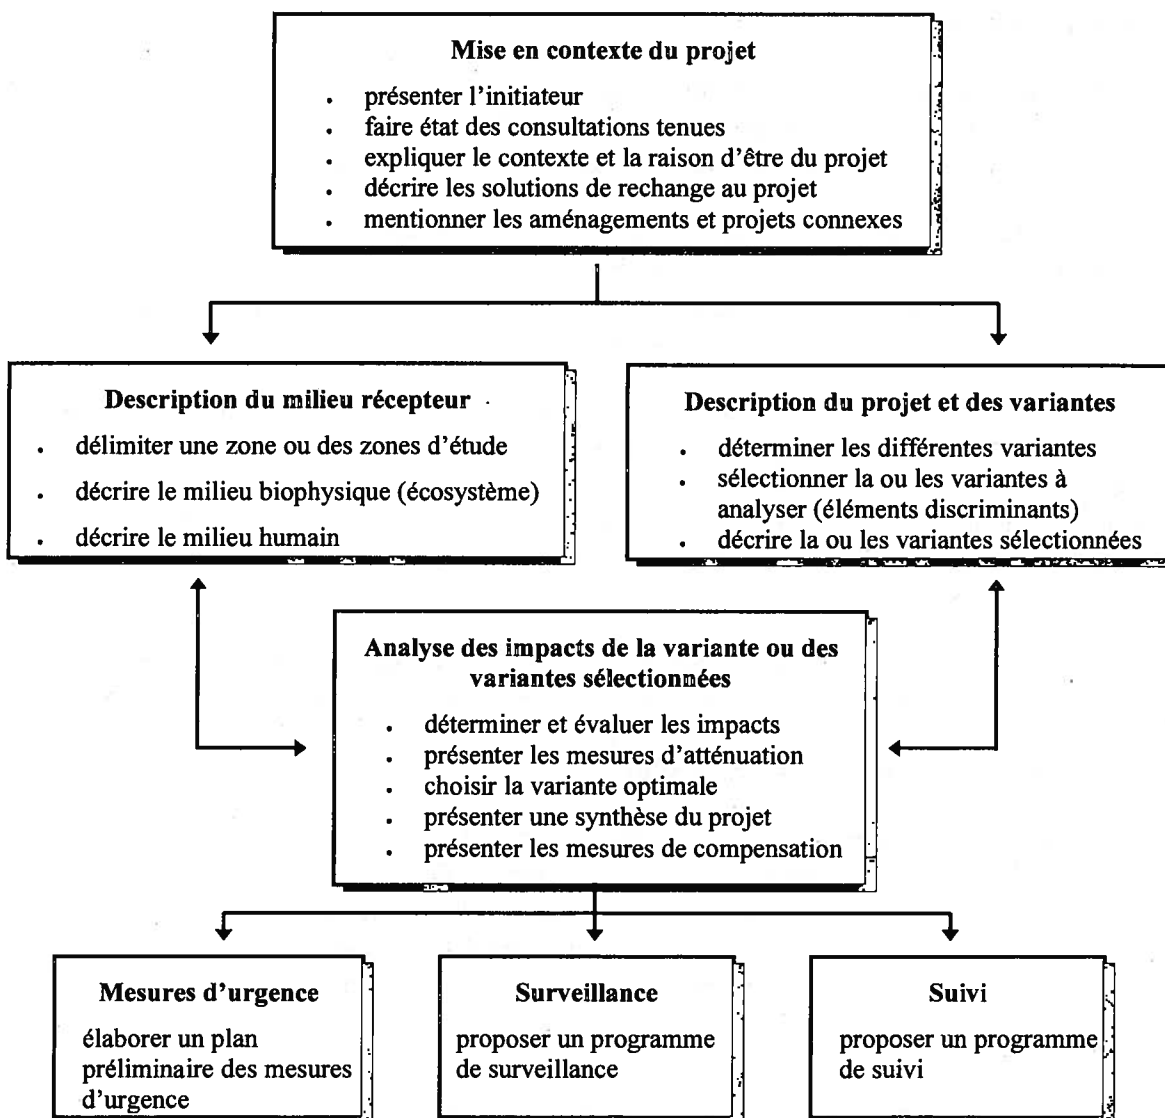 Mise en contexte du projet
. présenter l'initiateur
. faire état des consultations tenues
. expliquer le contexte et la raison d'être du projet
. décrire les solutions de rechange au projet
. mentionner les aménagements et projets connexes
Description du milieu récepteur
. délimiter une zone ou des zones d'étude
. décrire le milieu biophysique (écosystème)
. décrire le milieu humain
Description du projet et des variantes
. déterminer les différentes variantes
. sélectionner la ou les variantes à
analyser (éléments discriminants)
. décrire la ou les variantes sélectionnées
Analyse des impacts de la variante ou des
variantes sélectionnées
. déterminer et évaluer les impacts
. présenter les mesures d'atténuation
. choisir la variante optimale
. présenter une synthèse du projet
. présenter les mesures de compensation
Mesures d'urgence
élaborer un plan
préliminaire des mesures
d'urgence
Surveillance
proposer un programme
de surveillance
Suivi
proposer un programme
de suivi